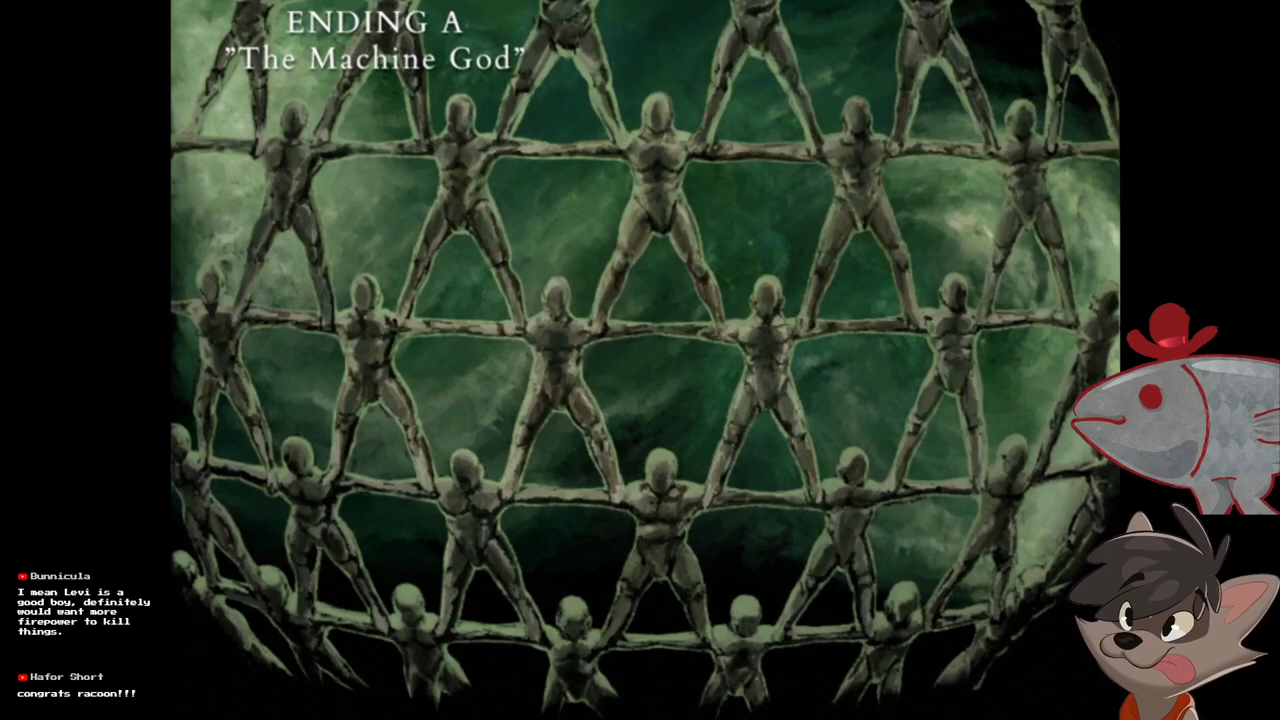 ENDING A
"The Machine God"
Bunnicula
I mean Levi is a
good boy, definitely
would want more
firepower to kill
things.
Hafor Short
congrats racoon!!!